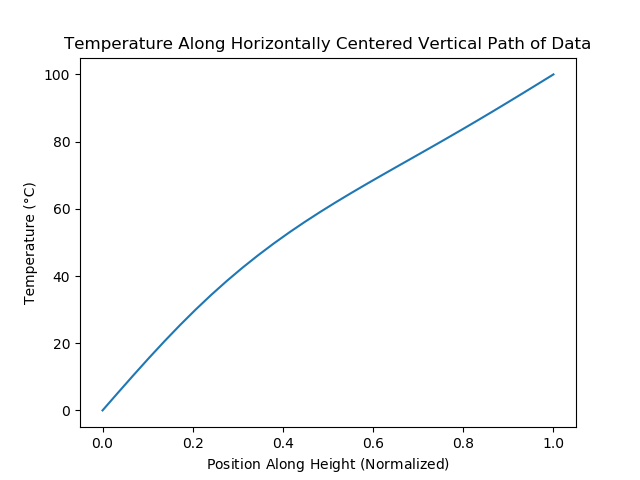 Temperature Along Horizontally Centered Vertical Path of Data
100
80
60
40
20
0
Temperature (°C)
0.0 0.2 0.4 0.6 0.8 1.0
Position Along Height (Normalized)